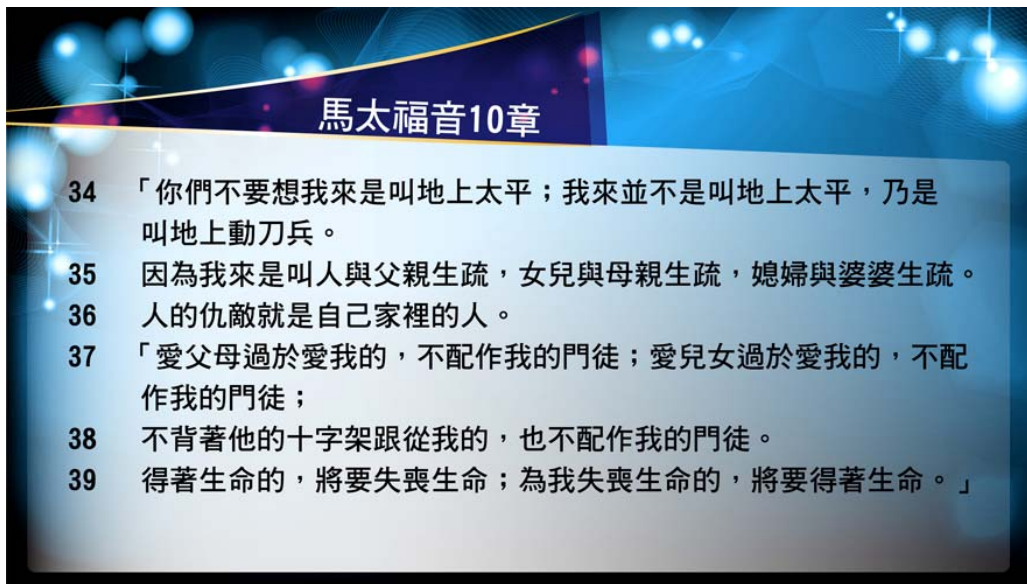 馬太福音10章
34 「你們不要想我來是叫地上太平；我來並不是叫地上太平，乃是
叫地上動刀兵。
35 因為我來是叫人與父親生疏，女兒與母親生疏，媳婦與婆婆生疏。
36 人的仇敵就是自己家裡的人。
37 「愛父母過於愛我的，不配作我的門徒；愛兒女過於愛我的，不配
作我的門徒；
38 不背著他的十字架跟從我的，也不配作我的門徒。
39 得著生命的，將要失喪生命；為我失喪生命的，將要得著生命。」